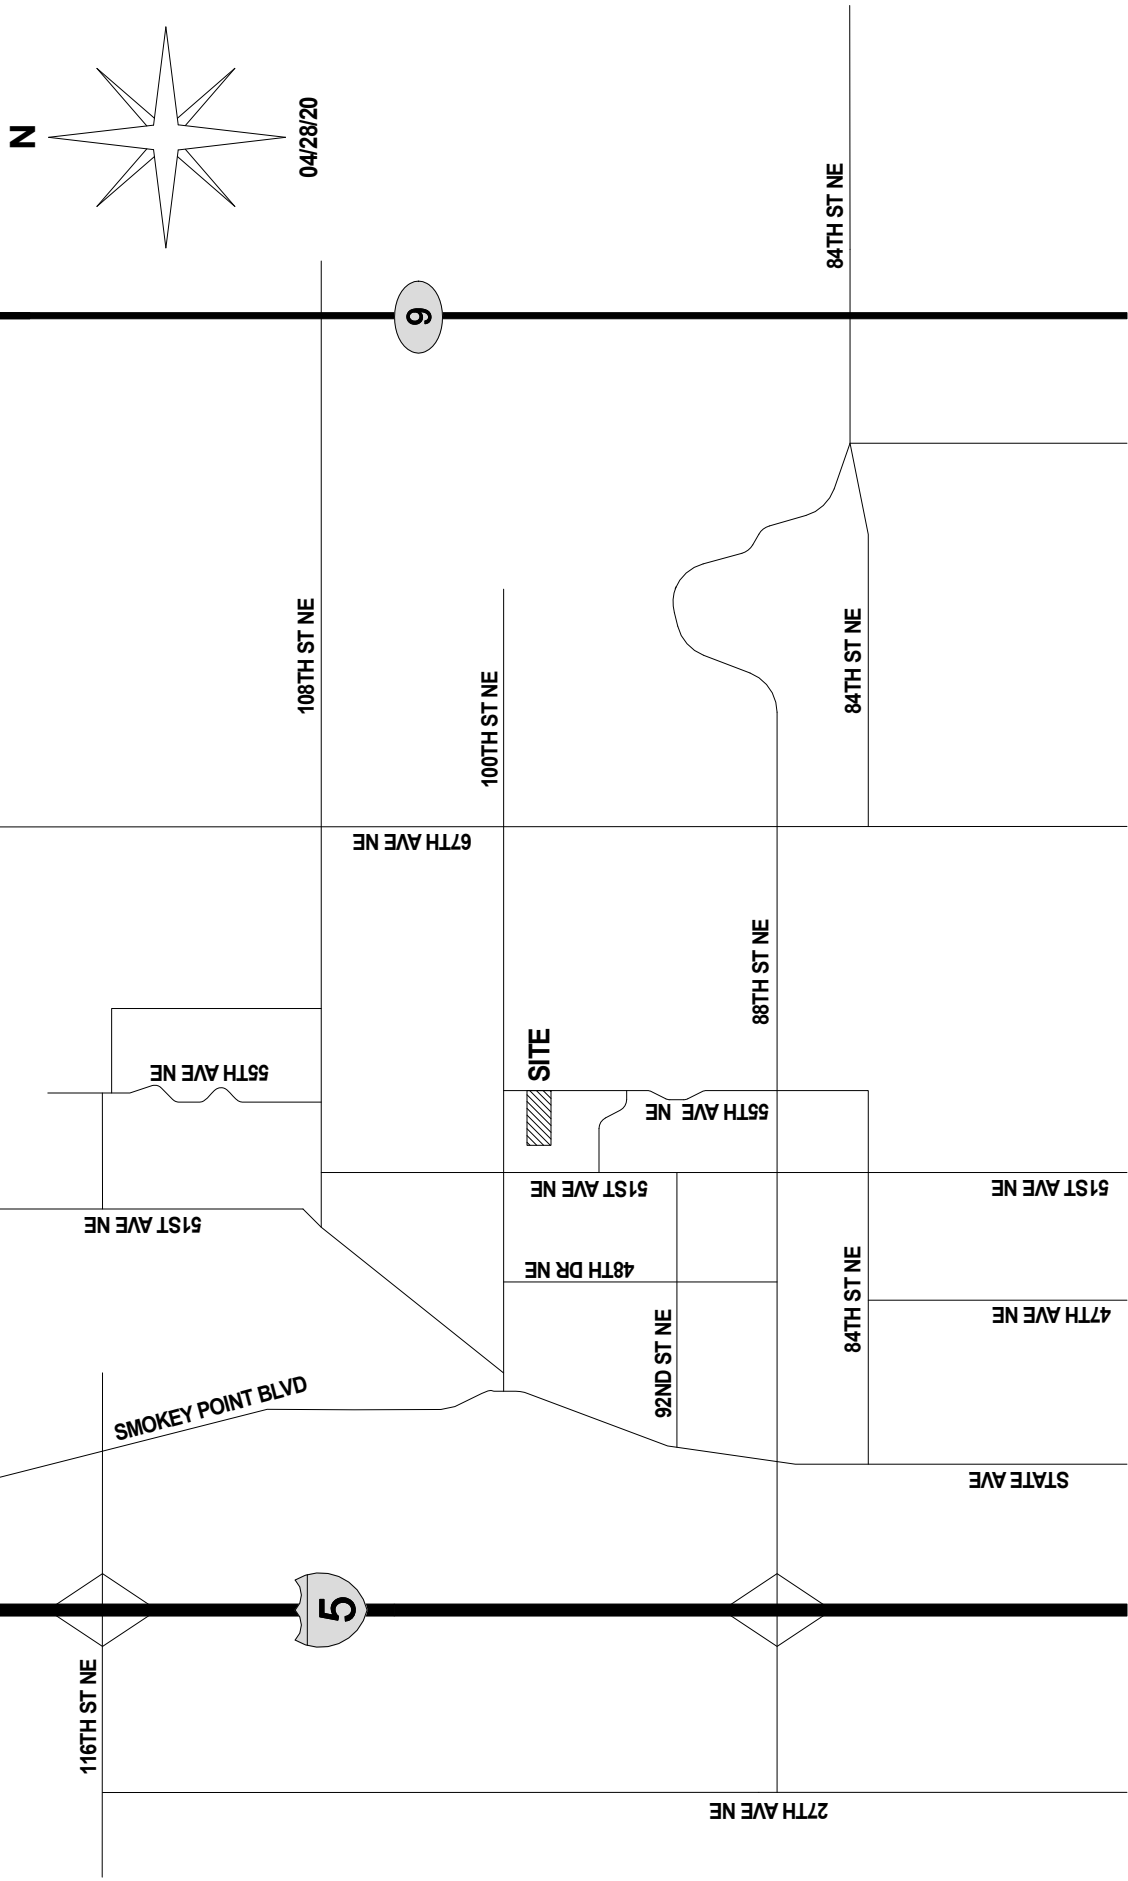 N
116TH ST NE
SMOKEY POINT BLVD
51ST AVE NE
55TH AVE NE
04/28/20
108TH ST NE
5
67TH AVE NE
9
100TH ST NE
SITE
48TH DR NE
51ST AVE NE
92ND ST NE
55TH AVE NE
88TH ST NE
27TH AVE NE
84TH ST NE
84TH ST NE
84TH ST NE
STATE AVE
47TH AVE NE
51ST AVE NE